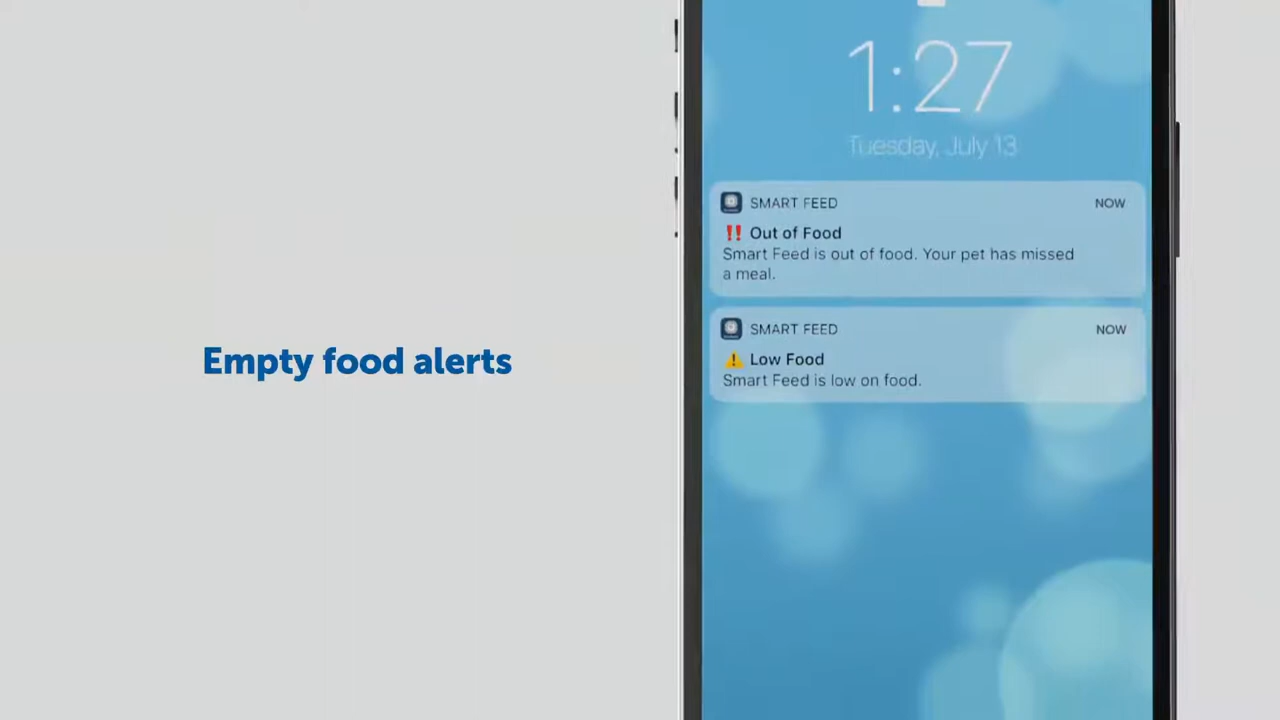 1:27
Tuesday, July 13
SMART FEED NOW
‼️ Out of Food
Smart Feed is out of food. Your pet has missed
a meal.
SMART FEED NOW
⚠️ Low Food
Smart Feed is low on food.
Empty food alerts